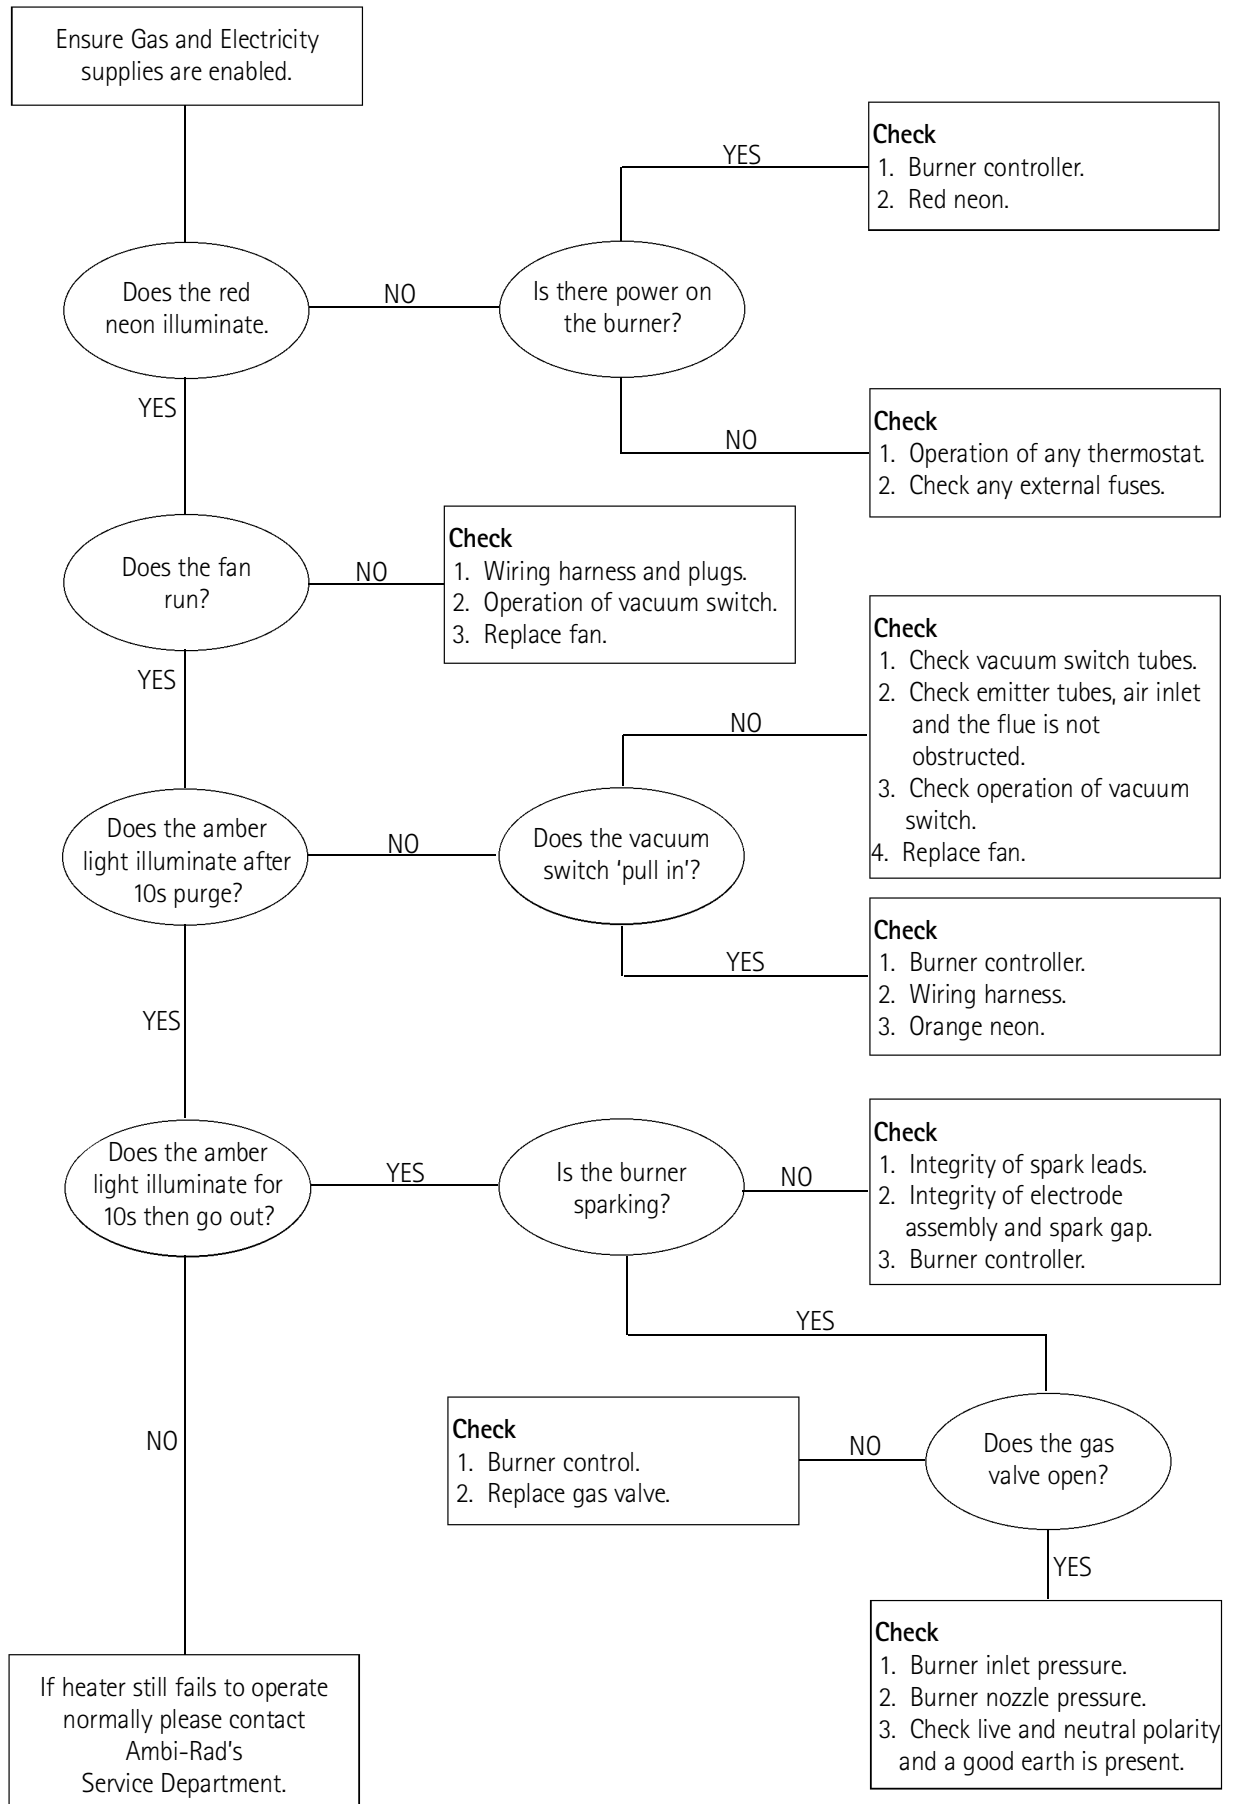 Ensure Gas and Electricity
supplies are enabled.
Check
1. Burner controller.
2. Red neon.
YES
Does the red
neon illuminate.
NO
Is there power on
the burner?
YES
NO
Check
1. Operation of any thermostat.
2. Check any external fuses.
Does the fan
run?
NO
Check
1. Wiring harness and plugs.
2. Operation of vacuum switch.
3. Replace fan.
YES
Check
1. Check vacuum switch tubes.
2. Check emitter tubes, air inlet
and the flue is not
obstructed.
3. Check operation of vacuum
switch.
4. Replace fan.
NO
Does the amber
light illuminate after
10s purge?
NO
Does the vacuum
switch ‘pull in’?
YES
Check
1. Burner controller.
2. Wiring harness.
3. Orange neon.
YES
Does the amber
light illuminate for
10s then go out?
YES
Is the burner
sparking?
NO
Check
1. Integrity of spark leads.
2. Integrity of electrode
assembly and spark gap.
3. Burner controller.
YES
Check
1. Burner control.
2. Replace gas valve.
NO
Does the gas
valve open?
NO
YES
Check
1. Burner inlet pressure.
2. Burner nozzle pressure.
3. Check live and neutral polarity
and a good earth is present.
If heater still fails to operate
normally please contact
Ambi-Rad's
Service Department.